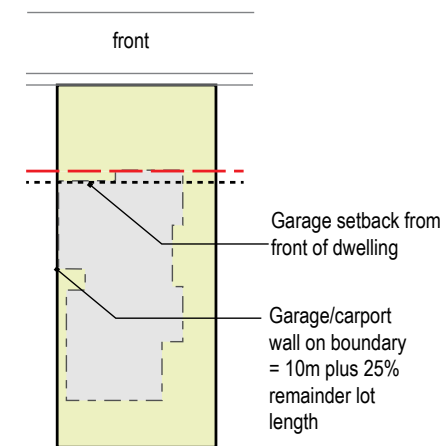 front
Garage setback from
front of dwelling
Garage/carport
wall on boundary
= 10m plus 25%
remainder lot
length